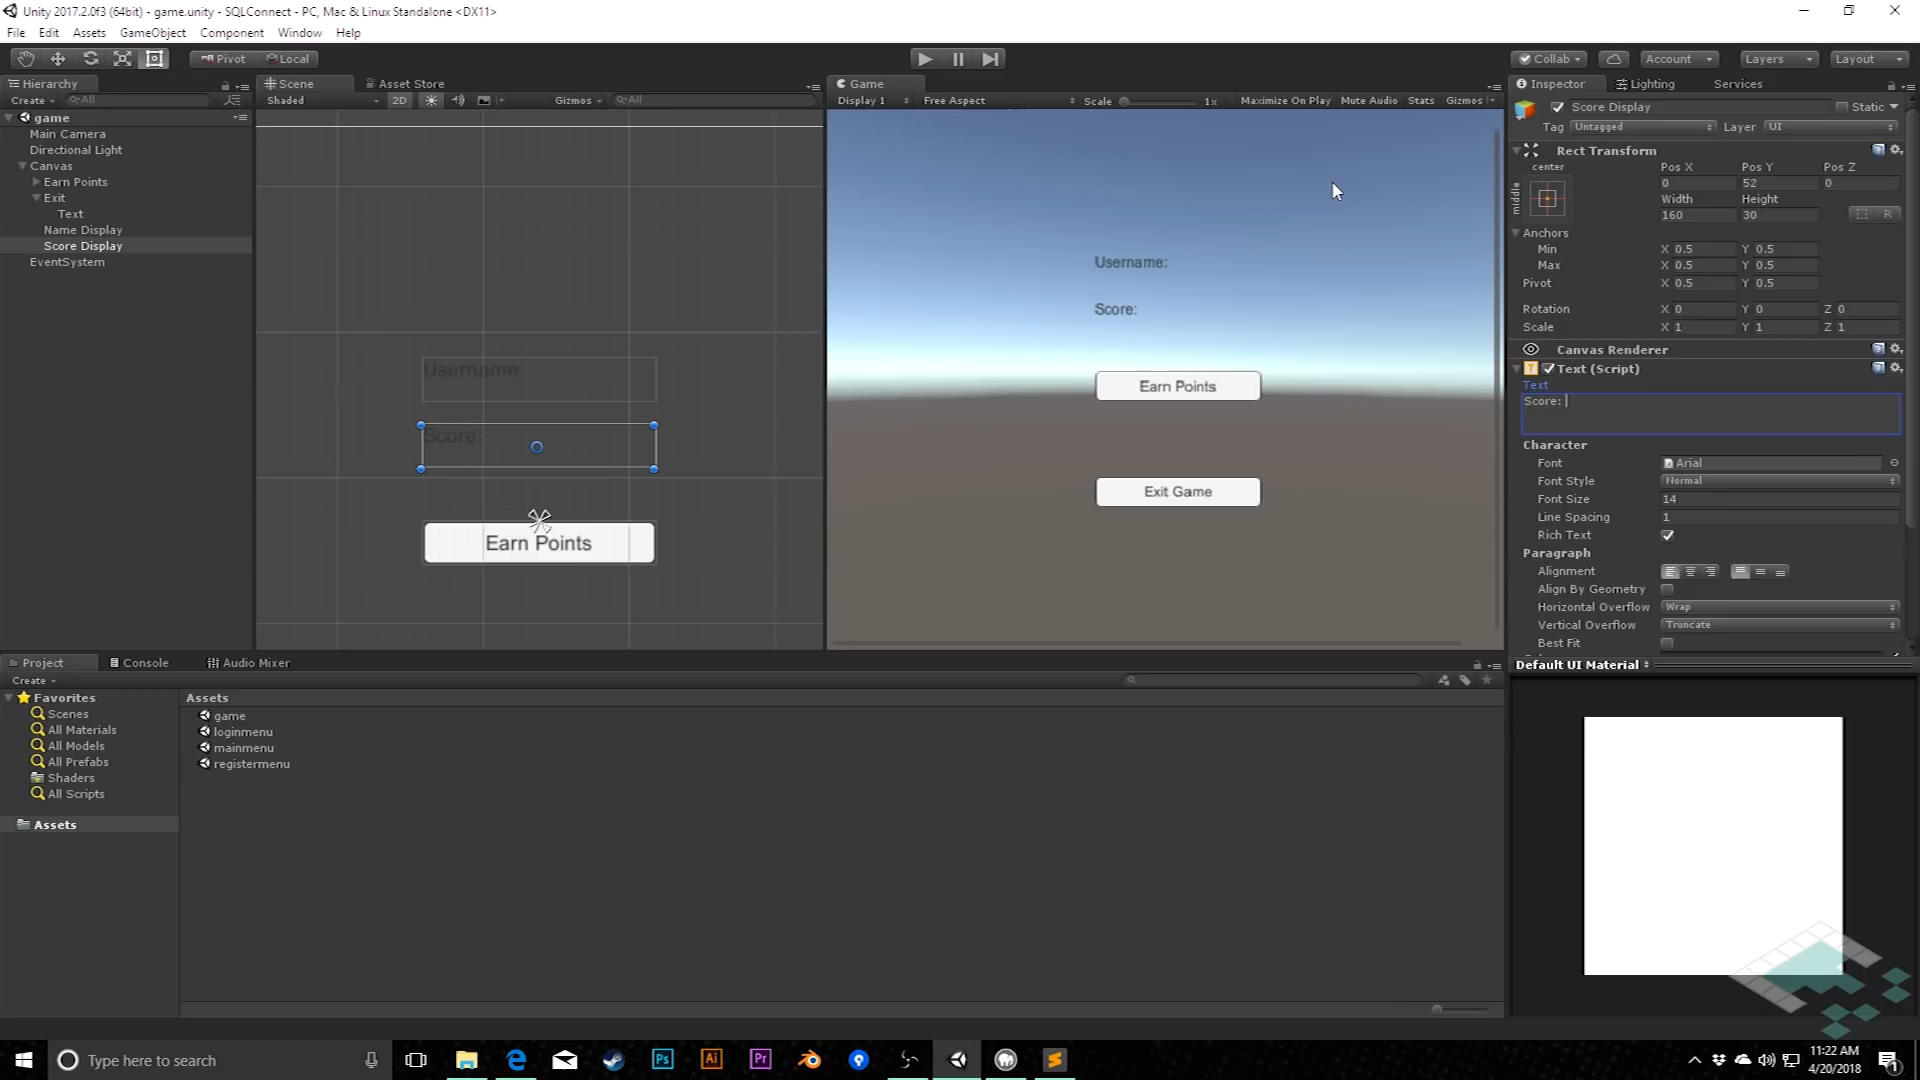 Unity 2017.2.0f3 (64bit) - game.unity - SQLConnect - PC, Mac & Linux Standalone <DX11>
File Edit Assets GameObject Component Window Help
Pivot Local
Collab Account Layers Layout
Hierarchy
Create All
game
Main Camera
Directional Light
Canvas
Earn Points
Exit
Text
Name Display
Score Display
EventSystem
Scene Asset Store
Shaded 2D Gizmos All
Username:
Score:
Earn Points
Game
Display 1 Free Aspect Scale 1x Maximize On Play Mute Audio Stats Gizmos
Username:
Score:
Earn Points
Exit Game
Inspector Lighting Services
Score Display Static
Tag Untagged Layer UI
Rect Transform
center Pos X Pos Y Pos Z
middle
0 52 0
Width Height
160 30
R
Anchors
Min X 0.5 Y 0.5
Max X 0.5 Y 0.5
Pivot X 0.5 Y 0.5
Rotation X 0 Y 0 Z 0
Scale X 1 Y 1 Z 1
Canvas Renderer
Text (Script)
Text
Score:
Character
Font Arial
Font Style Normal
Font Size 14
Line Spacing 1
Rich Text
Paragraph
Alignment
Align By Geometry
Horizontal Overflow Wrap
Vertical Overflow Truncate
Best Fit
Default UI Material
Project Console Audio Mixer
Create
Favorites
Scenes
All Materials
All Models
All Prefabs
Shaders
All Scripts
Assets
Assets
game
loginmenu
mainmenu
registermenu
Type here to search
Ps Ai Pr
11:22 AM
4/20/2018
1